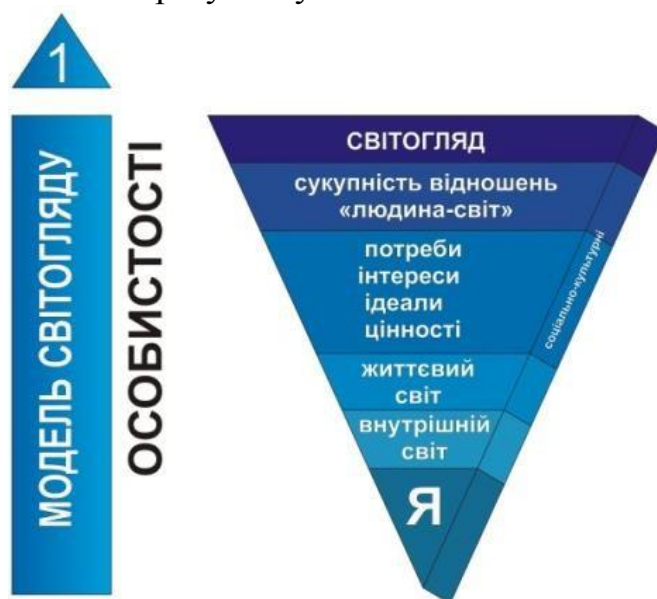 1
МОДЕЛЬ СВІТОГЛЯДУ
ОСОБИСТОСТІ
СВІТОГЛЯД
сукупність відношень
«людина-світ»
потреби
інтереси
ідеали
цінності
соціально-культурні
життєвий
світ
внутрішній
світ
Я